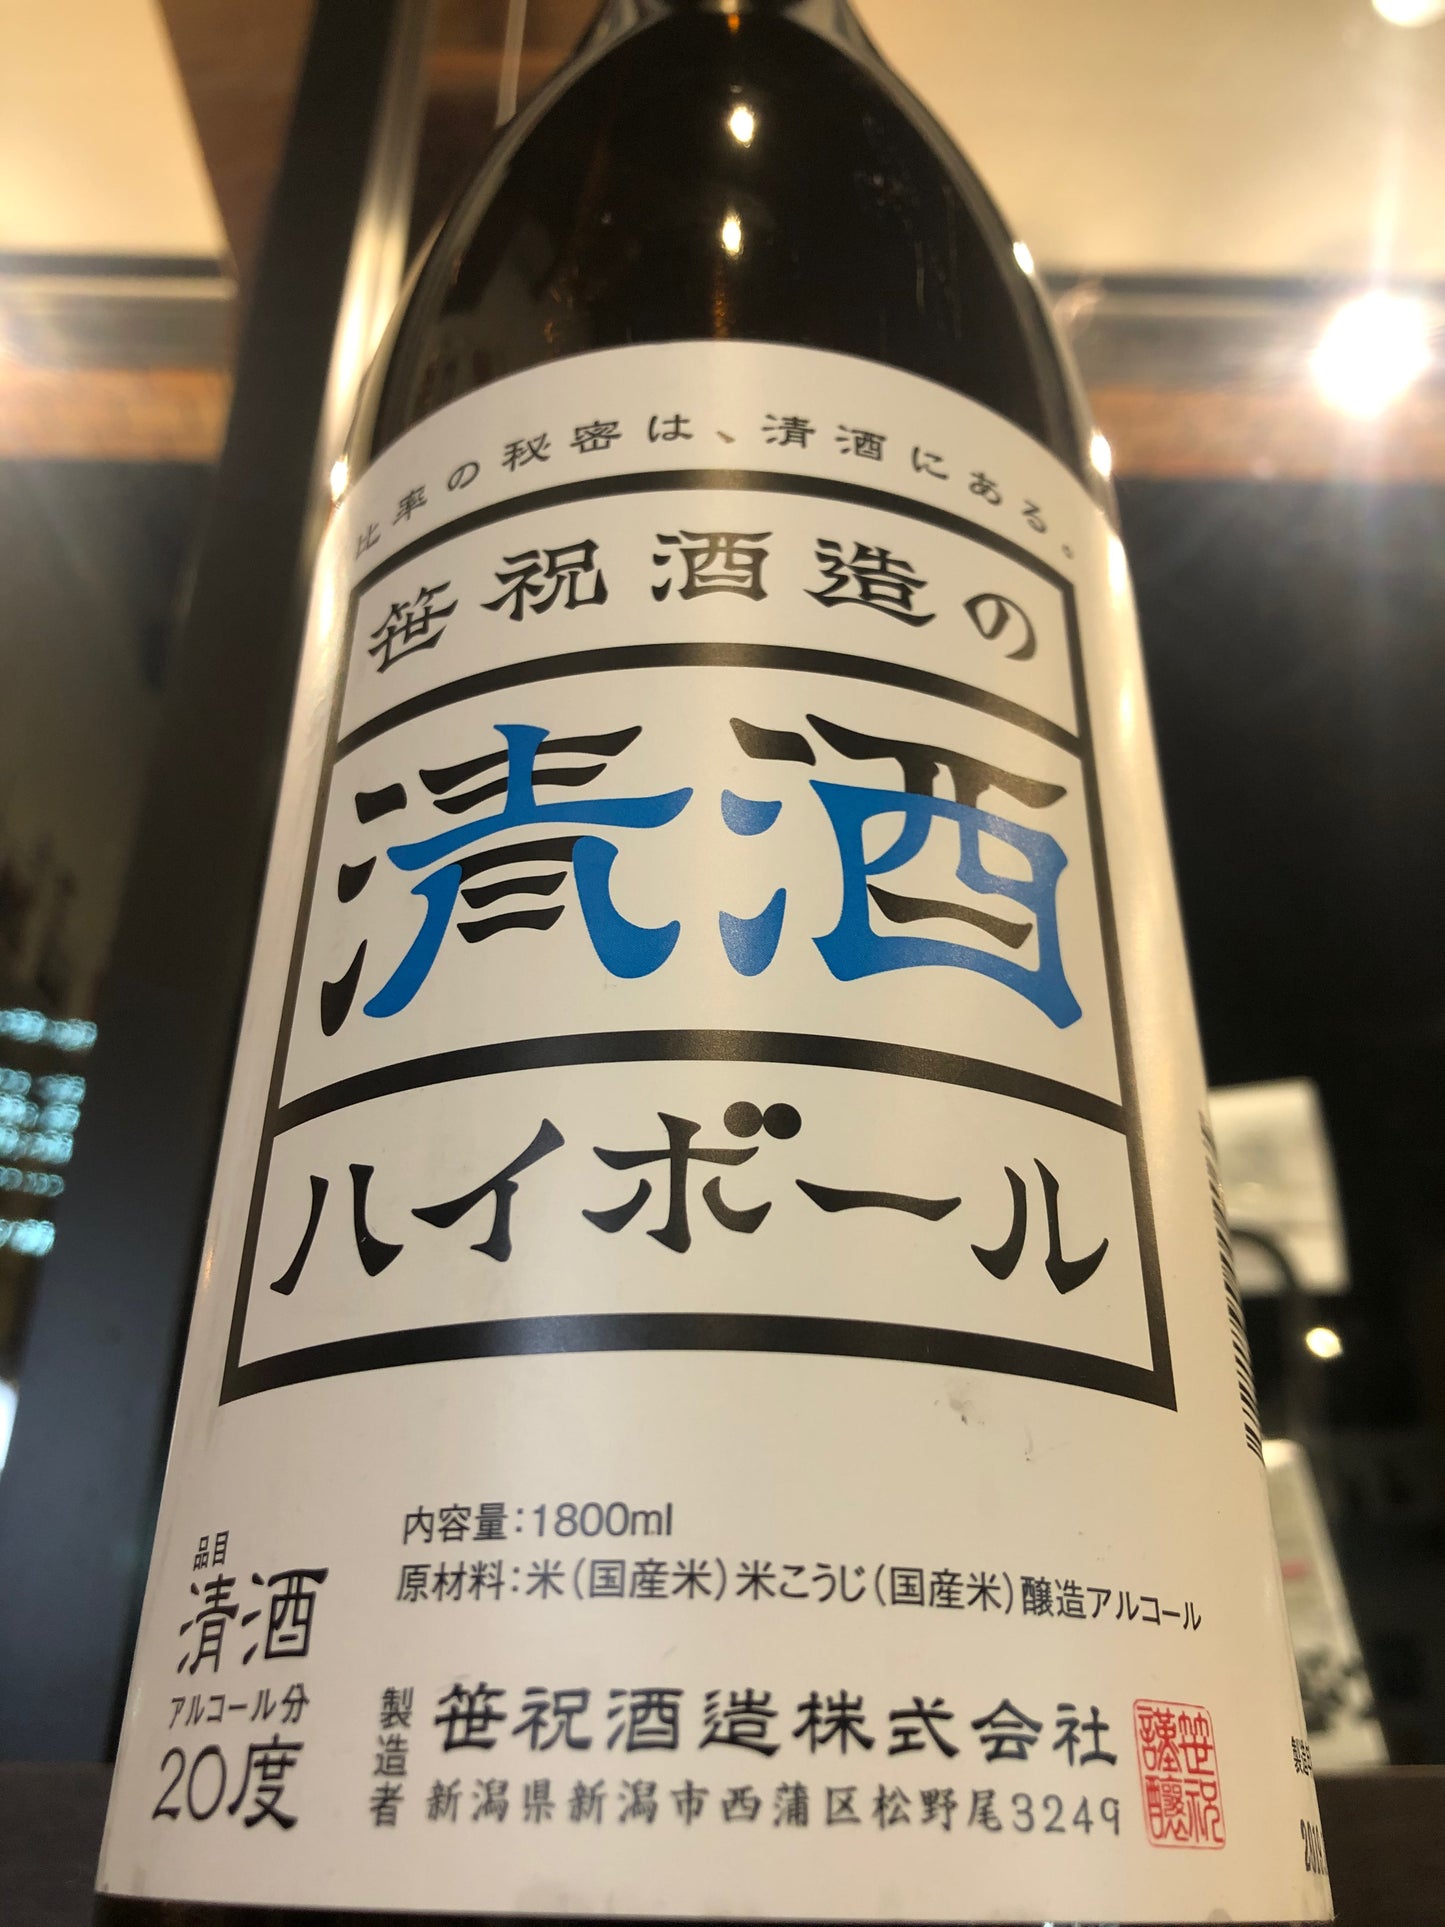 比率の秘密は、清酒にある。
笹祝酒造の
清酒
ハイボール
内容量：1800ml
原材料：米（国産米）米こうじ（国産米）醸造アルコール
品目
清酒
アルコール分
20度
製造者
笹祝酒造株式会社
新潟県新潟市西蒲区松野尾3249
笹祝
謹醸